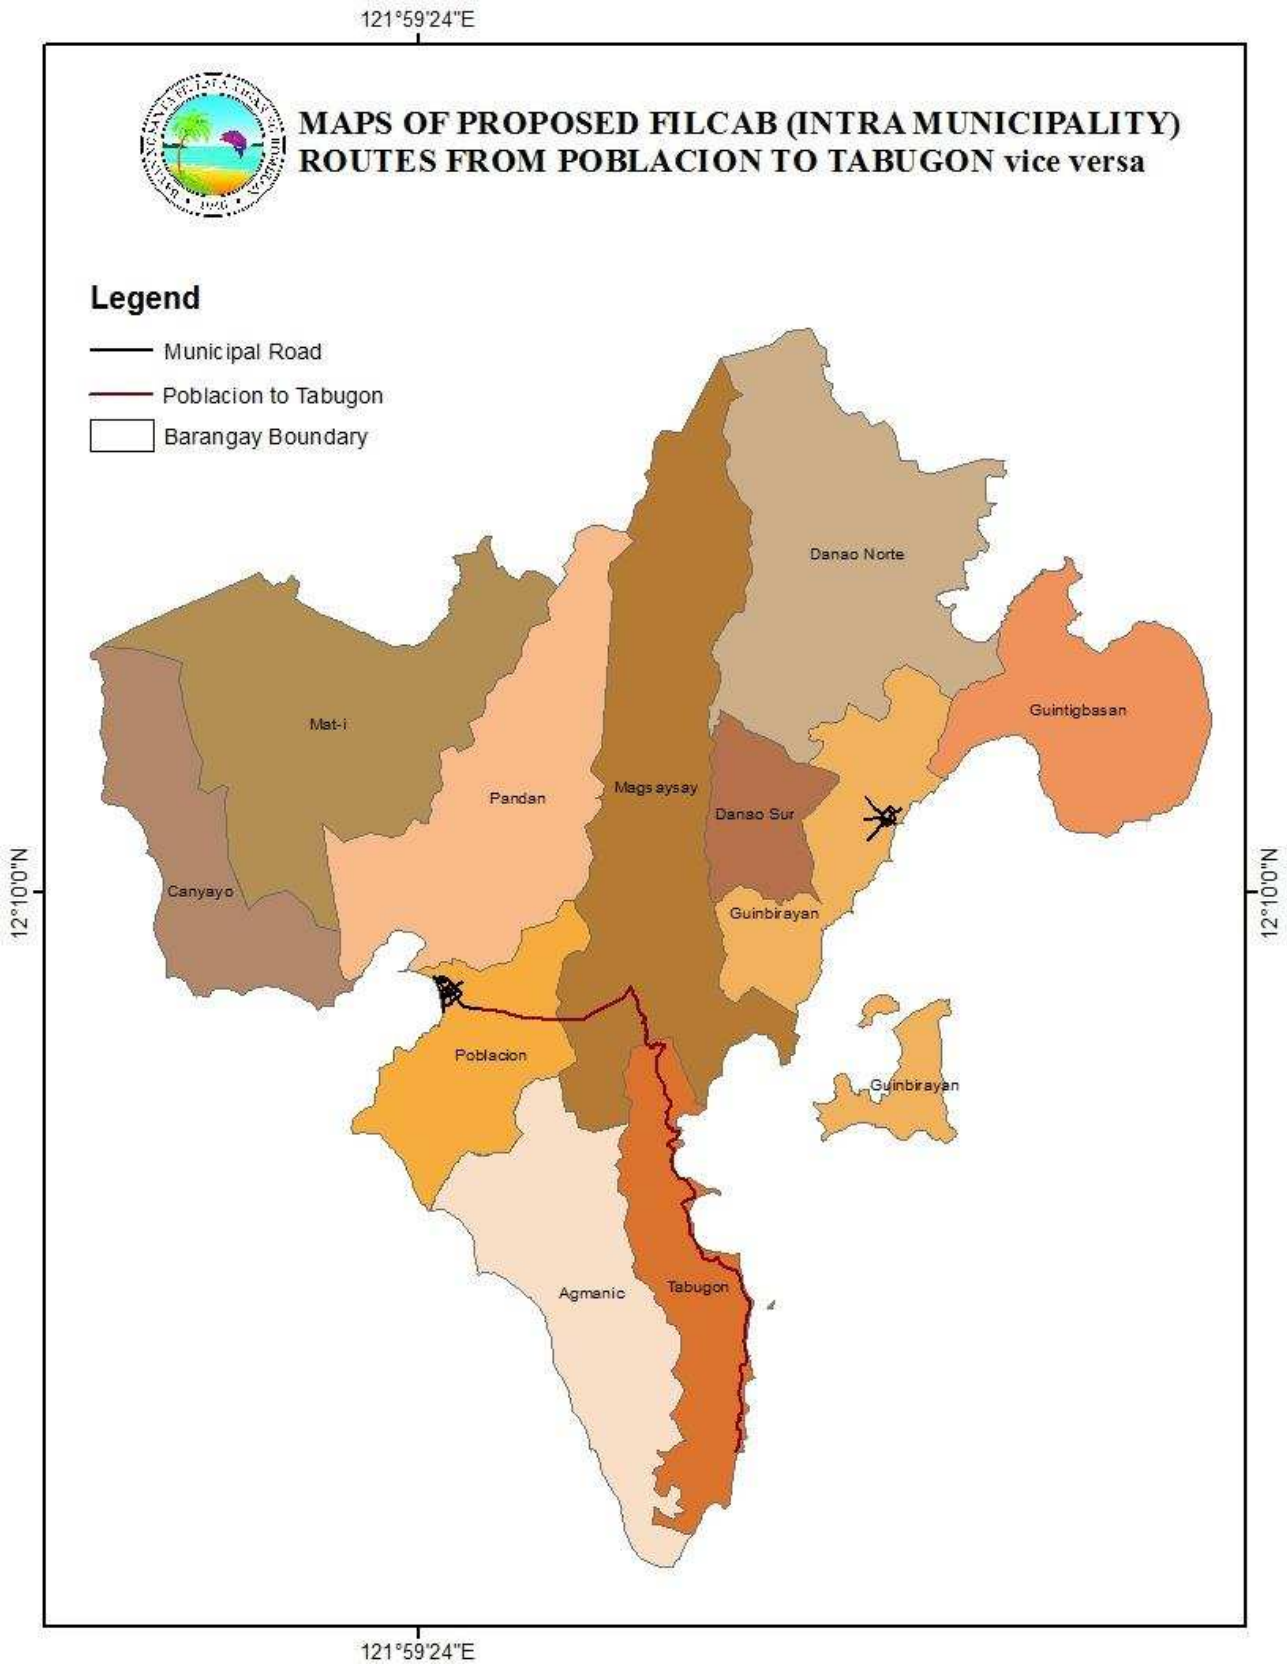 121°59'24"E
MAPS OF PROPOSED FILCAB (INTRA MUNICIPALITY)
ROUTES FROM POBLACION TO TABUGON vice versa
Legend
Municipal Road
Poblacion to Tabugon
Barangay Boundary
Danao Norte
Guintigbasan
Mat-i
Magsaysay
Pandan
Danao Sur
12°10'0"N
Canyayo
12°10'0"N
Guinbirayan
Poblacion
Guinbirayan
Tabugon
Agmanic
121°59'24"E